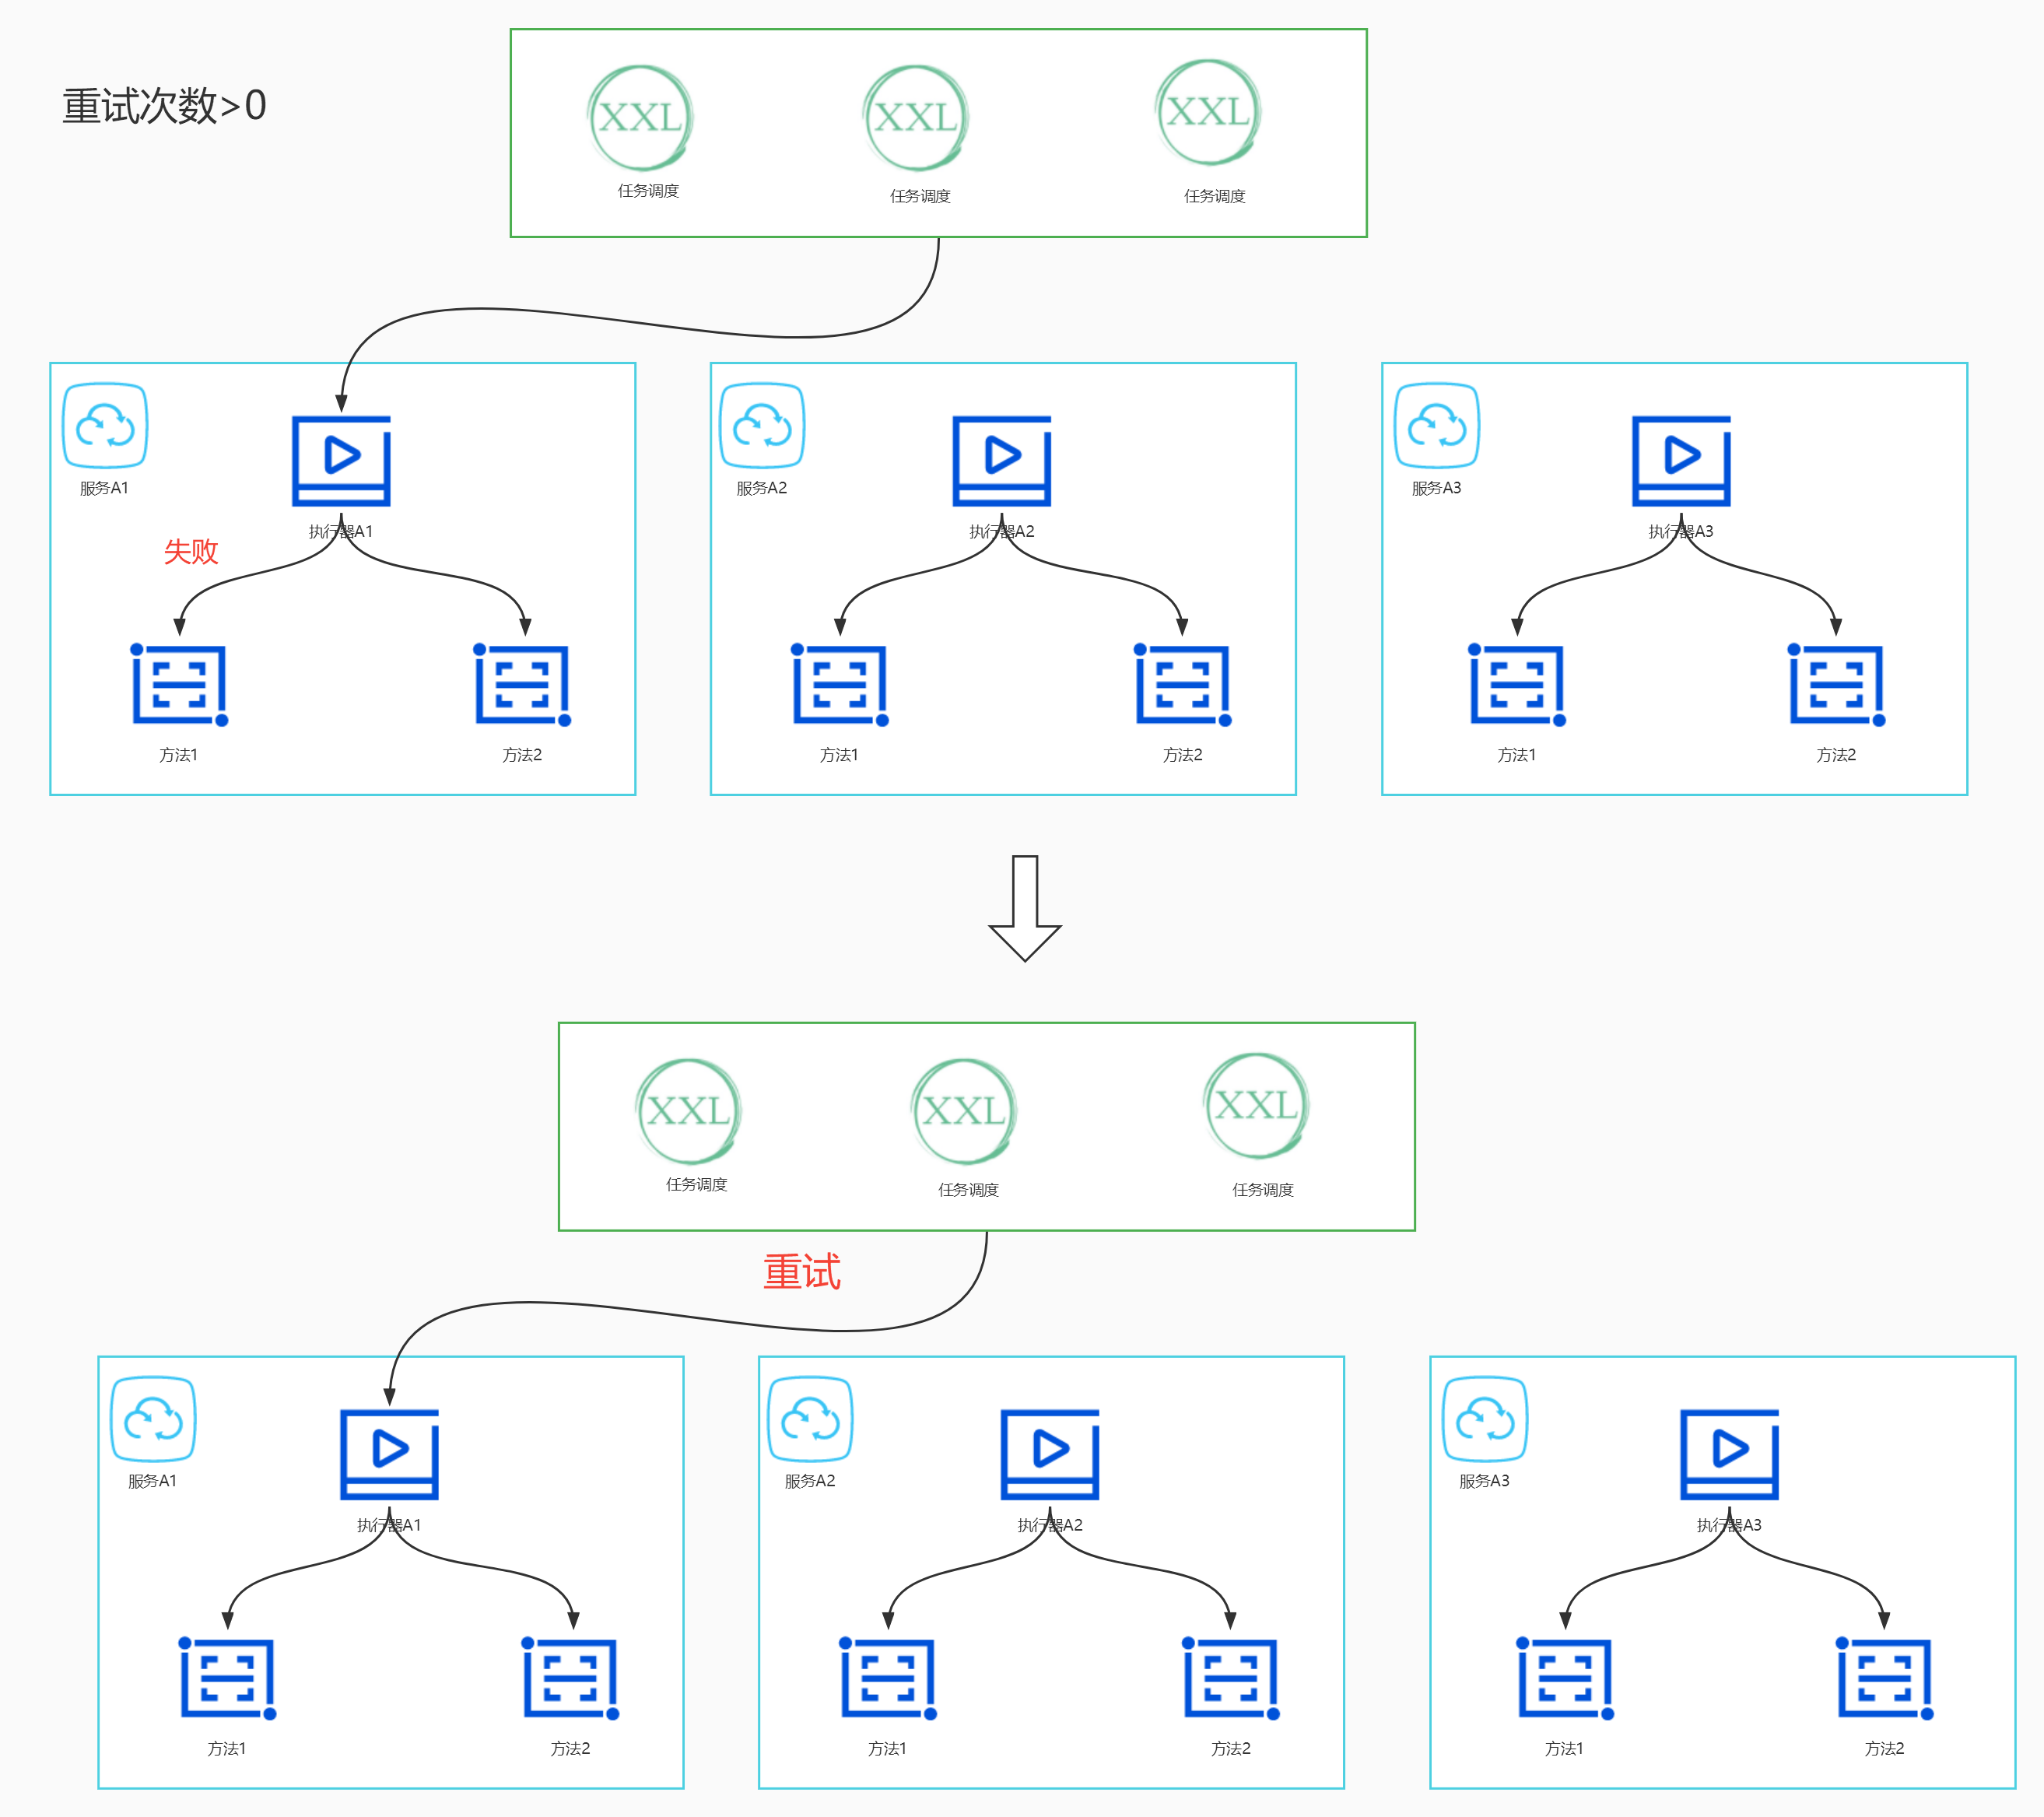 重试次数>0
XXL
XXL
XXL
任务调度
任务调度
任务调度
服务A1
执行器A1
失败
方法1
方法2
服务A2
执行器A2
方法1
方法2
服务A3
执行器A3
方法1
方法2
XXL
XXL
XXL
任务调度
任务调度
任务调度
重试
服务A1
执行器A1
方法1
方法2
服务A2
执行器A2
方法1
方法2
服务A3
执行器A3
方法1
方法2